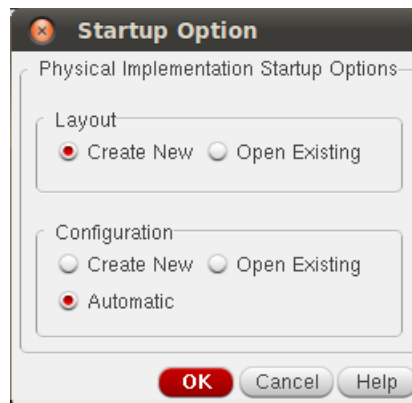 Startup Option
Physical Implementation Startup Options
Layout
Create New Open Existing
Configuration
Create New Open Existing
Automatic
OK Cancel Help